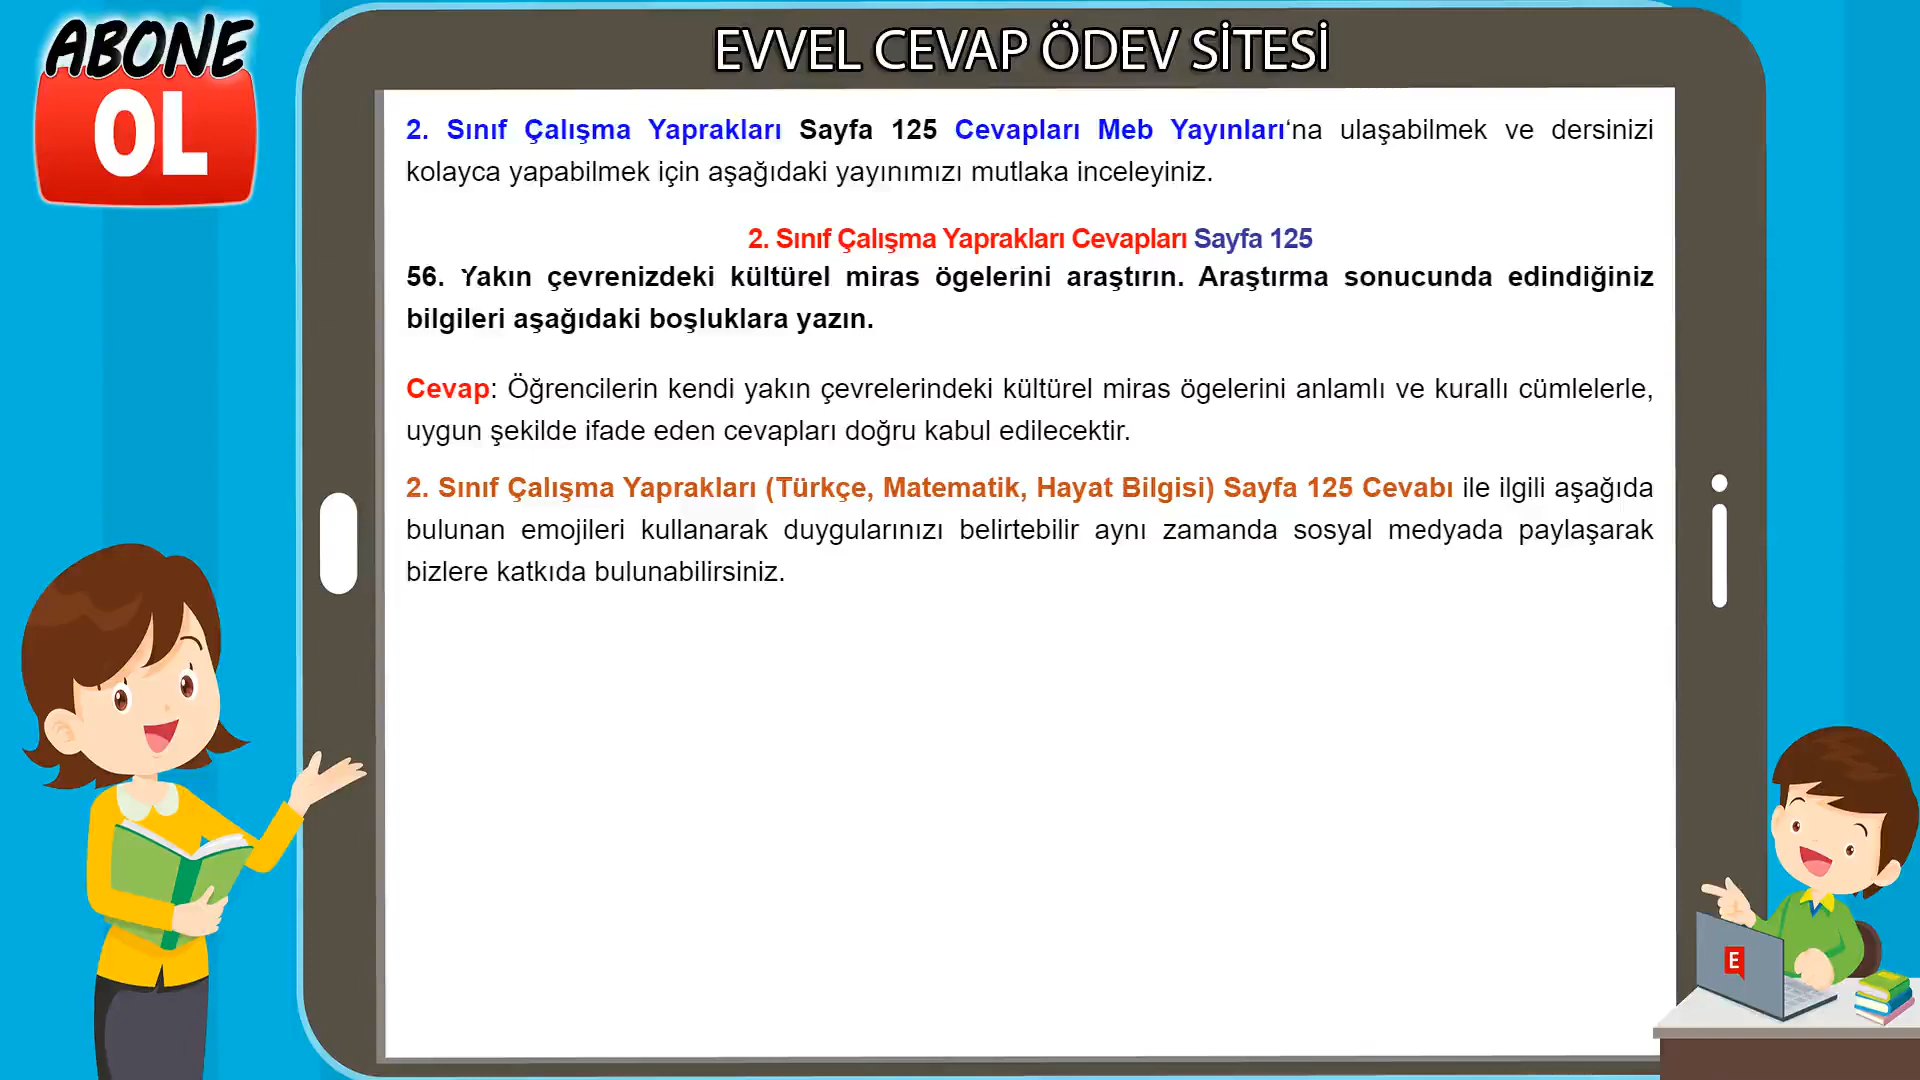 ABONE
OL
EVVEL CEVAP ÖDEV SİTESİ
2. Sınıf Çalışma Yaprakları Sayfa 125 Cevapları Meb Yayınları‘na ulaşabilmek ve dersinizi
kolayca yapabilmek için aşağıdaki yayınımızı mutlaka inceleyiniz.
2. Sınıf Çalışma Yaprakları Cevapları Sayfa 125
56. Yakın çevrenizdeki kültürel miras ögelerini araştırın. Araştırma sonucunda edindiğiniz
bilgileri aşağıdaki boşluklara yazın.
Cevap: Öğrencilerin kendi yakın çevrelerindeki kültürel miras ögelerini anlamlı ve kurallı cümlelerle,
uygun şekilde ifade eden cevapları doğru kabul edilecektir.
2. Sınıf Çalışma Yaprakları (Türkçe, Matematik, Hayat Bilgisi) Sayfa 125 Cevabı ile ilgili aşağıda
bulunan emojileri kullanarak duygularınızı belirtebilir aynı zamanda sosyal medyada paylaşarak
bizlere katkıda bulunabilirsiniz.
E